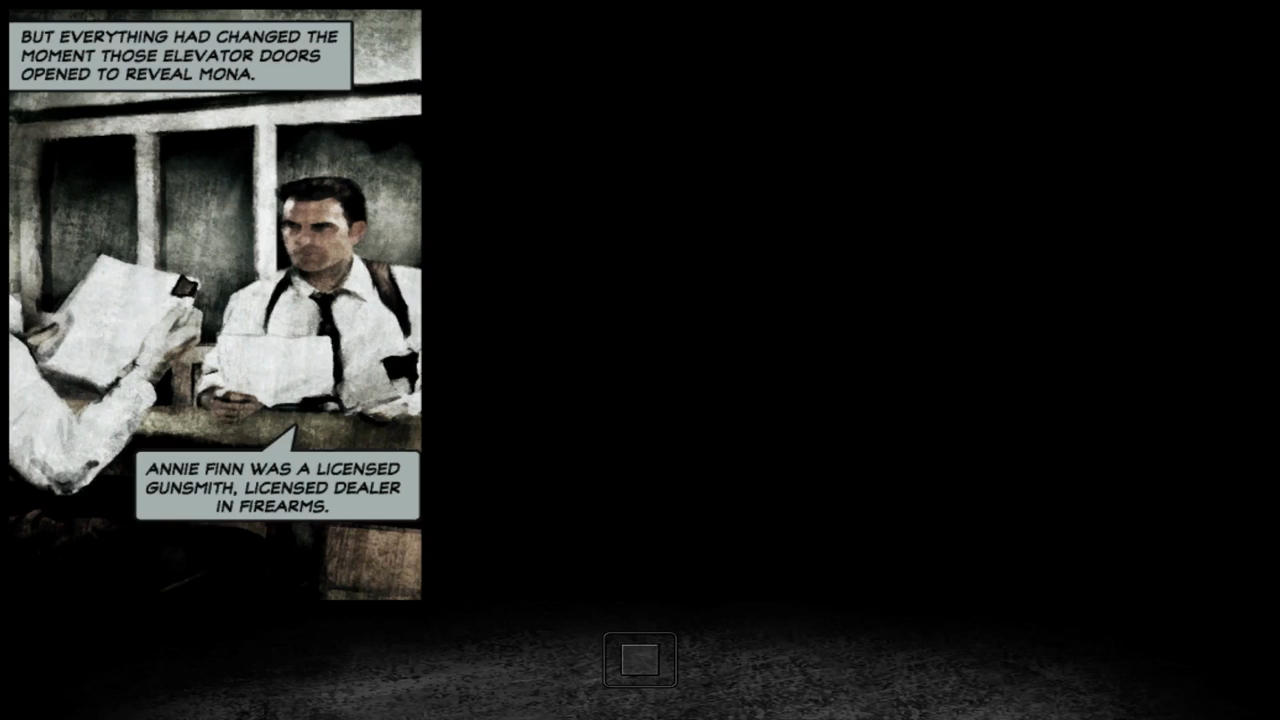 BUT EVERYTHING HAD CHANGED THE
MOMENT THOSE ELEVATOR DOORS
OPENED TO REVEAL MONA.
ANNIE FINN WAS A LICENSED
GUNSMITH, LICENSED DEALER
IN FIREARMS.